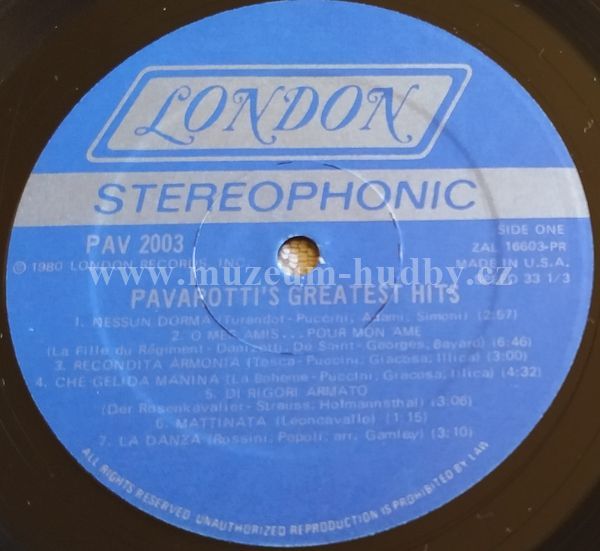 LONDON
STEREOPHONIC
PAV 2003
SIDE ONE
ZAL 16603-PR
℗ 1980 LONDON RECORDS, INC.
MADE IN U.S.A.
33 1/3
www.muzeum-hudby.cz
PAVAROTTI'S GREATEST HITS
1. NESSUN DORMA (Turandot - Puccini, Adami, Simoni) (2:57)
2. O MES AMIS... POUR MON AME
(La Fille du Régiment - Donizetti, De Saint - Georges, Bayard) (6:46)
3. RECONDITA ARMONIA (Tosca - Puccini, Giacosa, Illica) (3:00)
4. CHE GELIDA MANINA (La Boheme - Puccini, Giacosa, Illica) (4:32)
5. DI RIGORI ARMATO
(Der Rosenkavalier - Strauss, Hofmannsthal) (3:06)
6. MATTINATA (Leoncavallo) (1:15)
7. LA DANZA (Rossini, Pepoli, arr. Gamley) (3:10)
ALL RIGHTS RESERVED. UNAUTHORIZED REPRODUCTION IS PROHIBITED BY LAW